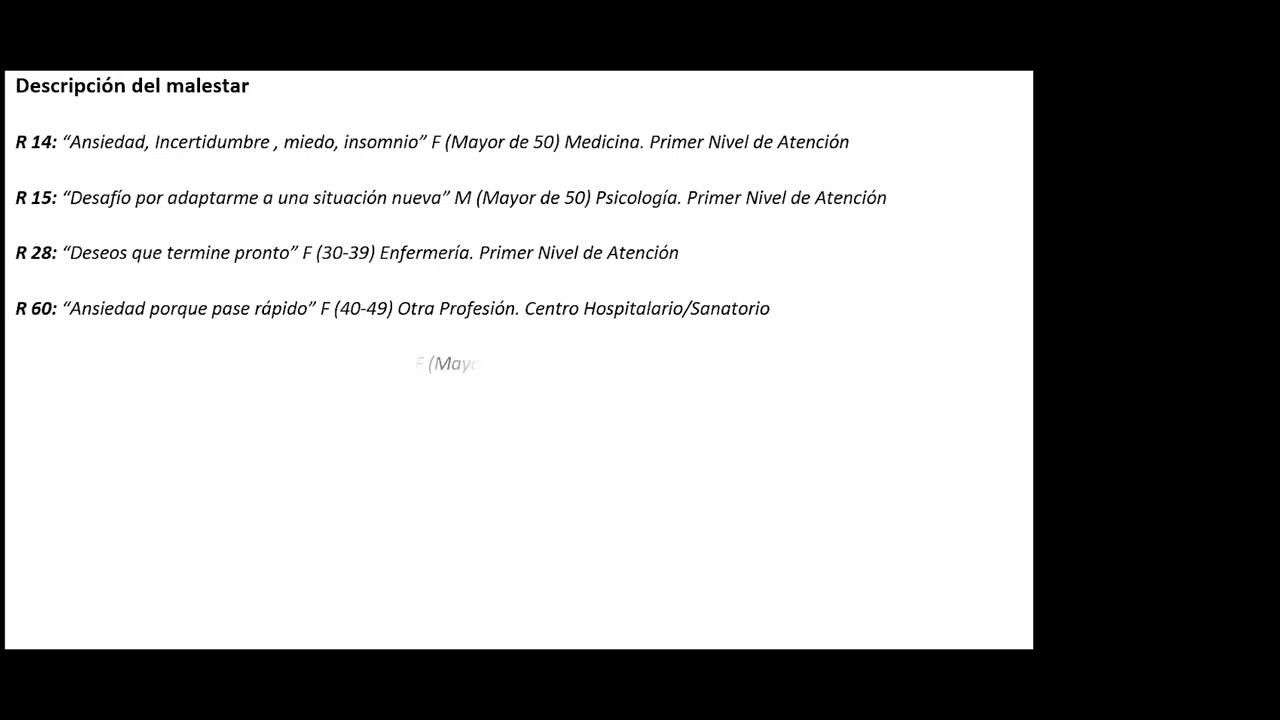 Descripción del malestar
R 14: “Ansiedad, Incertidumbre , miedo, insomnio” F (Mayor de 50) Medicina. Primer Nivel de Atención
R 15: “Desafío por adaptarme a una situación nueva” M (Mayor de 50) Psicología. Primer Nivel de Atención
R 28: “Deseos que termine pronto” F (30-39) Enfermería. Primer Nivel de Atención
R 60: “Ansiedad porque pase rápido” F (40-49) Otra Profesión. Centro Hospitalario/Sanatorio
F